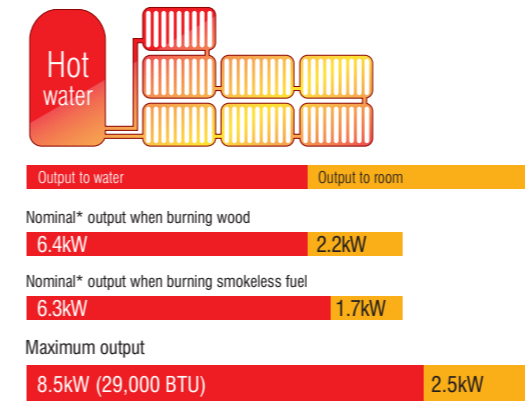 Hot
water
Output to water Output to room
Nominal* output when burning wood
6.4kW 2.2kW
Nominal* output when burning smokeless fuel
6.3kW 1.7kW
Maximum output
8.5kW (29,000 BTU) 2.5kW